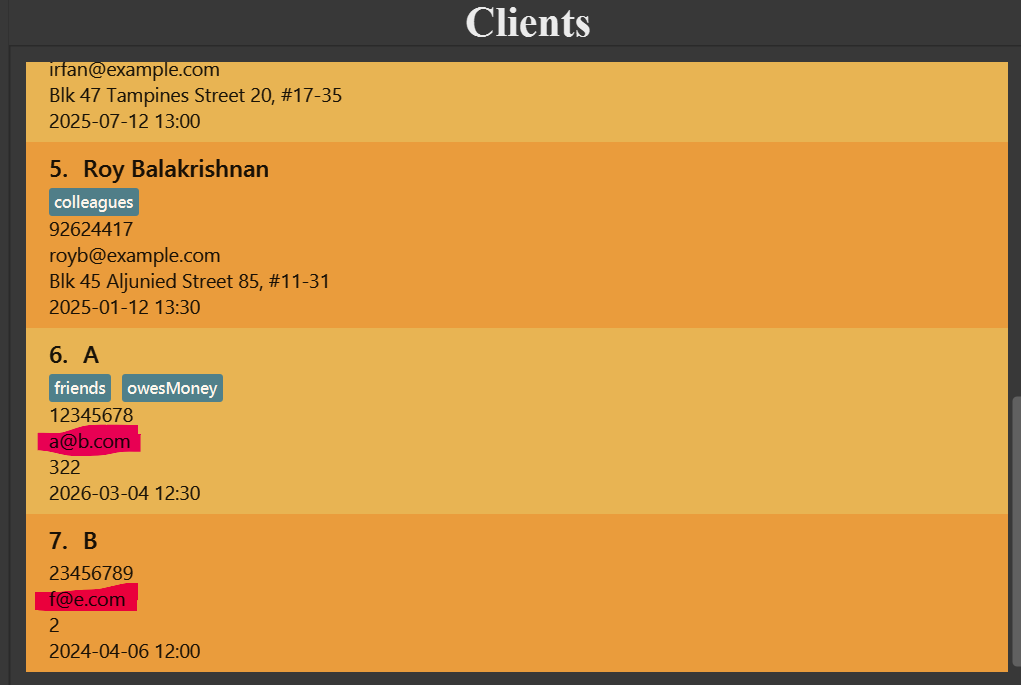 Clients
irfan@example.com
Blk 47 Tampines Street 20, #17-35
2025-07-12 13:00
5. Roy Balakrishnan
colleagues
92624417
royb@example.com
Blk 45 Aljunied Street 85, #11-31
2025-01-12 13:30
6. A
friends owesMoney
12345678
a@b.com
322
2026-03-04 12:30
7. B
23456789
f@e.com
2
2024-04-06 12:00